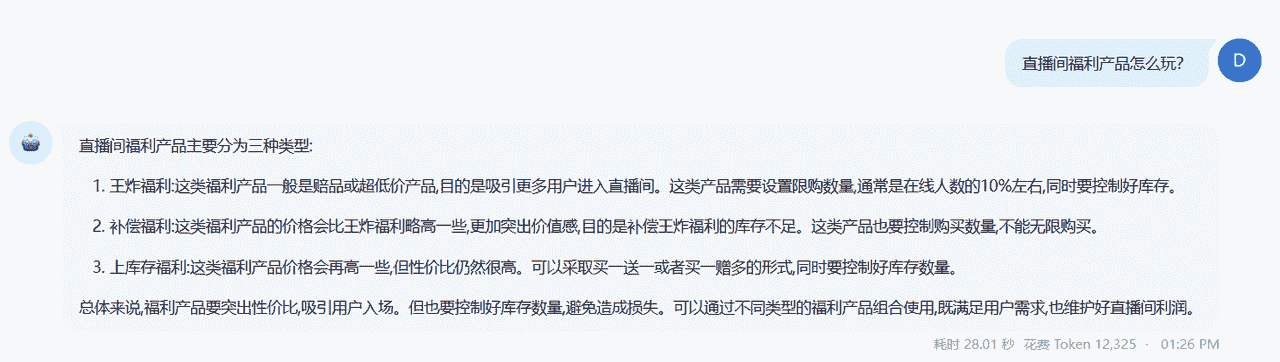 直播间福利产品怎么玩？
D
直播间福利产品主要分为三种类型:
1. 王炸福利:这类福利产品一般是赔品或超低价产品,目的是吸引更多用户进入直播间。这类产品需要设置限购数量,通常是在线人数的10%左右,同时要控制好库存。
2. 补偿福利:这类福利产品的价格会比王炸福利略高一些,更加突出价值感,目的是补偿王炸福利的库存不足。这类产品也要控制购买数量,不能无限购买。
3. 上库存福利:这类福利产品价格会再高一些,但性价比仍然很高。可以采取买一送一或者买一赠多的形式,同时要控制好库存数量。
总体来说,福利产品要突出性价比,吸引用户入场。但也要控制好库存数量,避免造成损失。可以通过不同类型的福利产品组合使用,既满足用户需求,也维护好直播间利润。
耗时 28.01 秒 花费 Token 12,325 · 01:26 PM